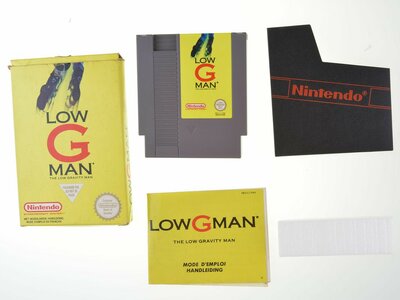 LOW
G
MAN
THE LOW GRAVITY MAN
Nintendo
LOW
G
MAN
Nintendo
Nintendo®
LOWGMAN
THE LOW GRAVITY MAN
MODE D'EMPLOI
HANDLEIDING